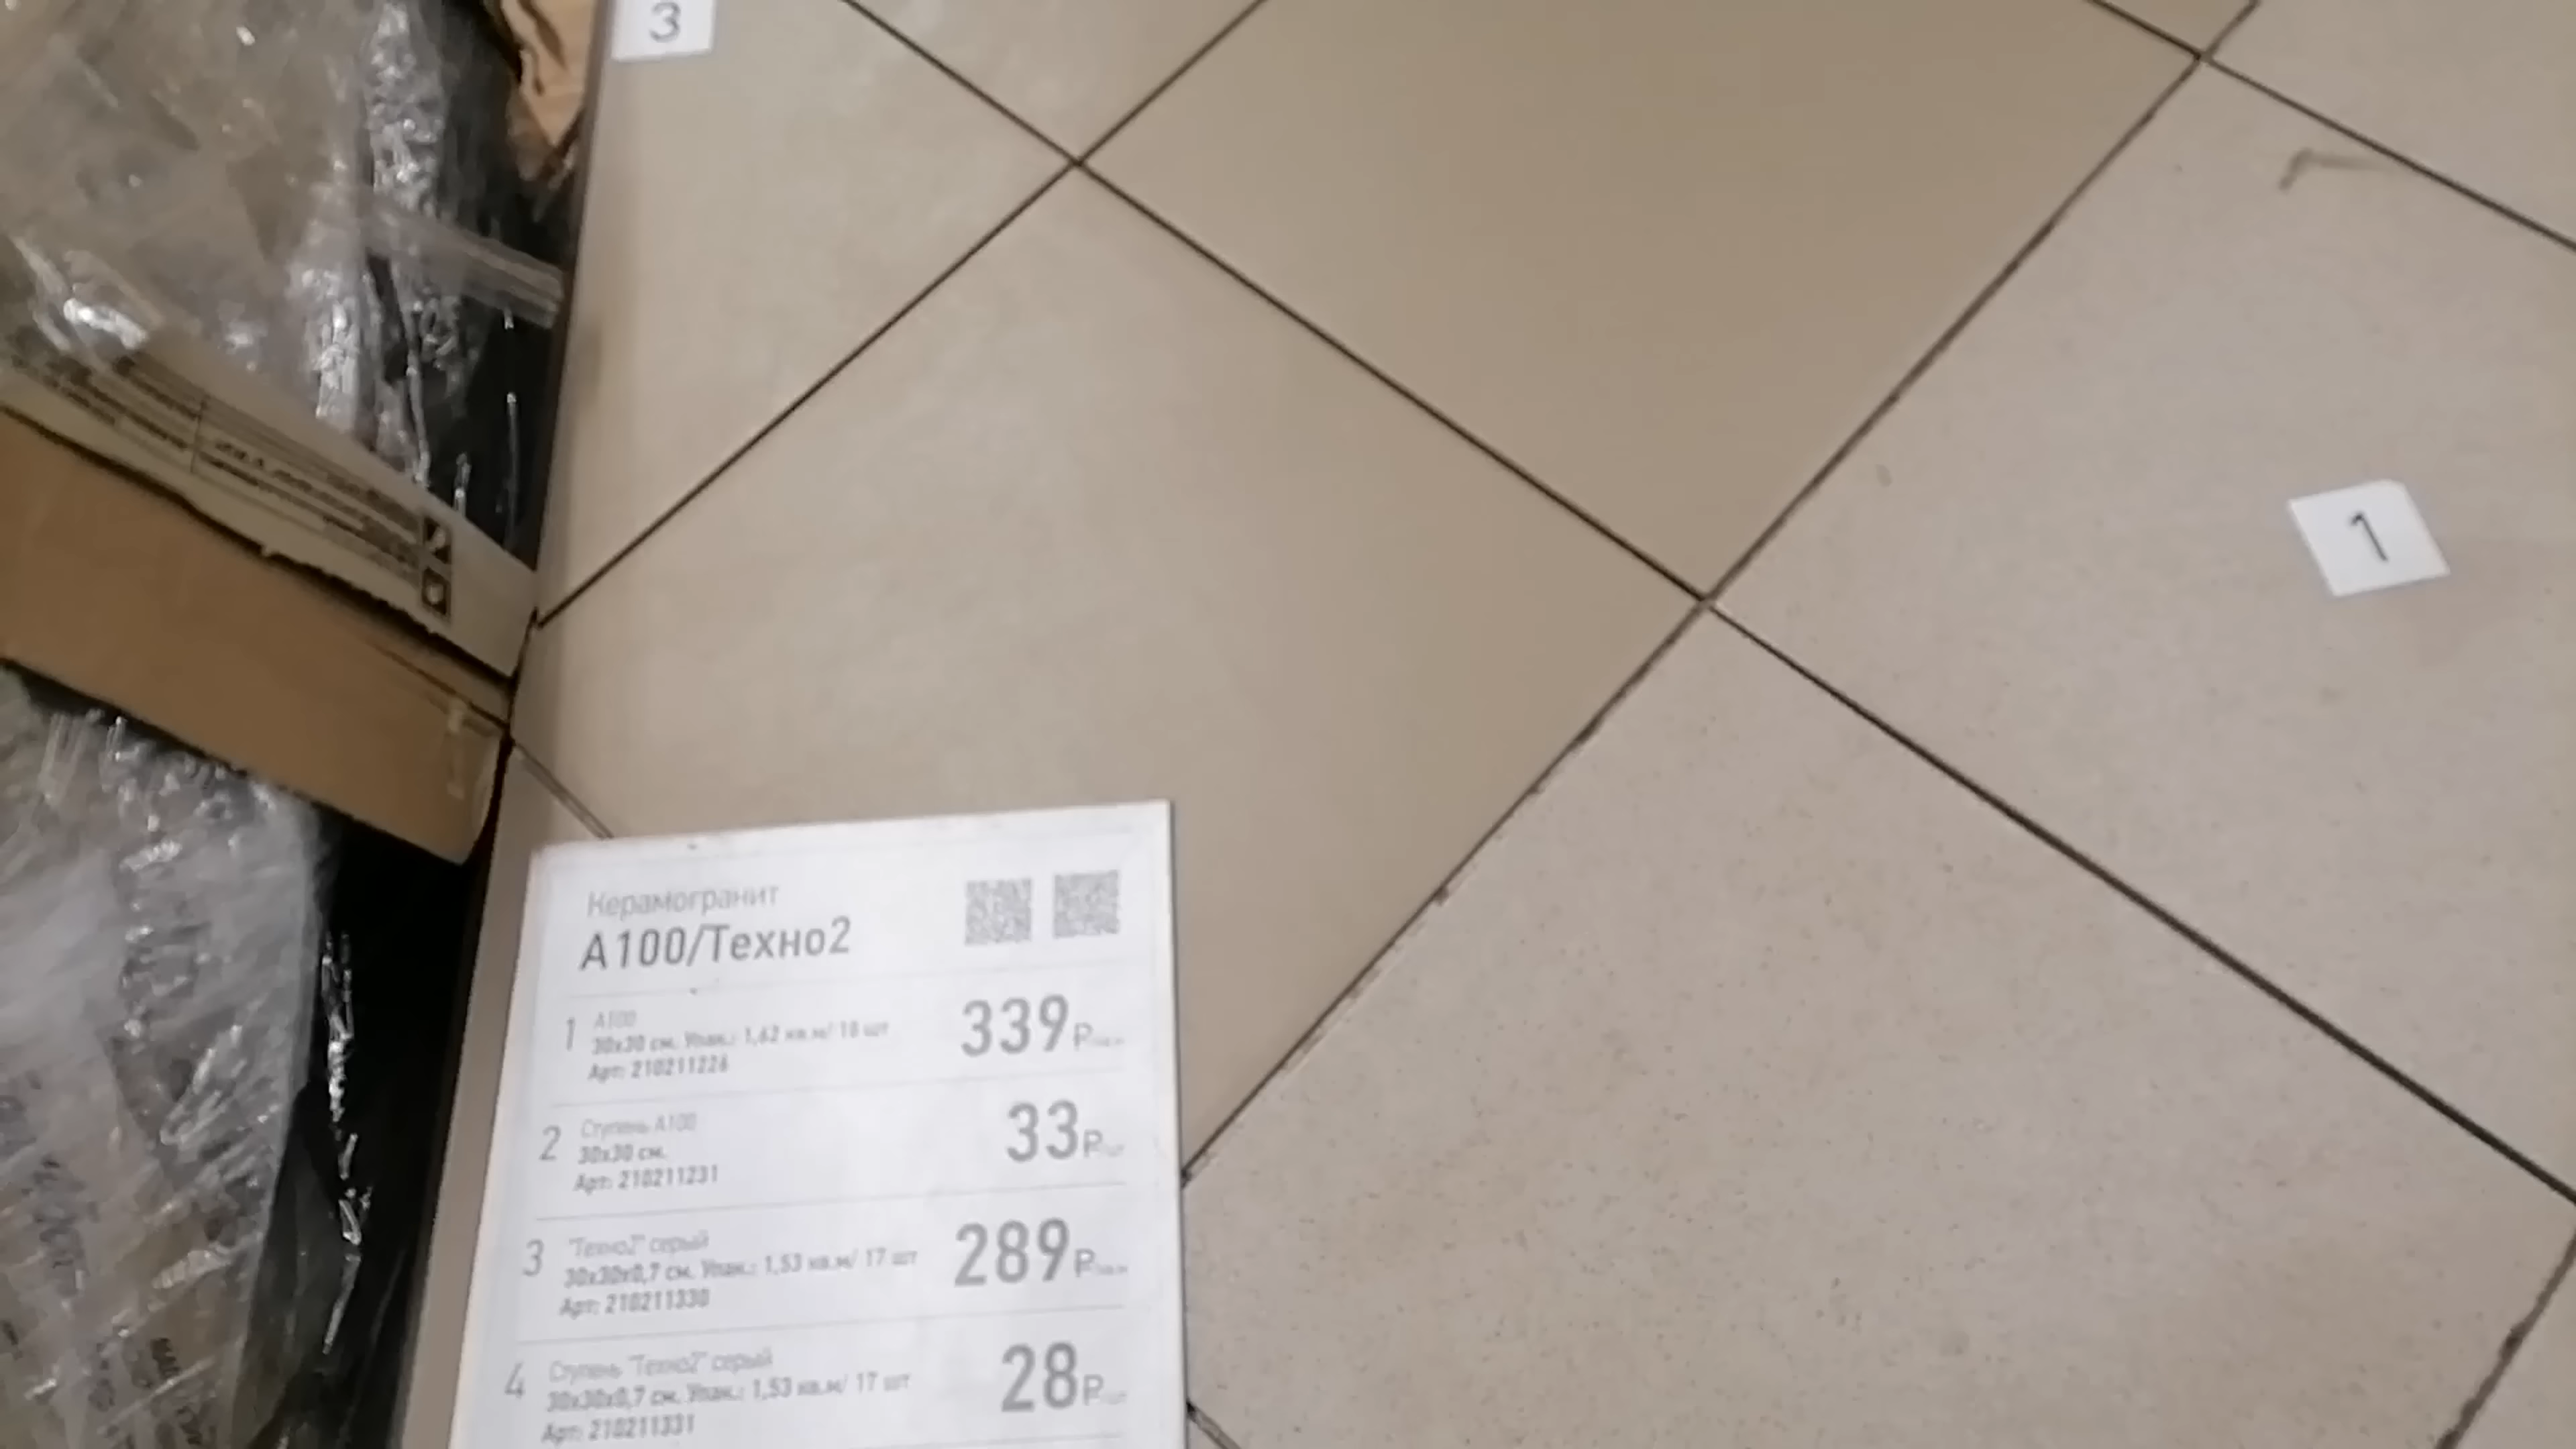 3
1
Керамогранит
А100/Техно2
1 А100
30х30 см. Упак.: 1,62 кв.м/ 18 шт
Арт: 210211226
339 ₽
2 Ступень А100
30х30 см.
Арт: 210211231
33 ₽
3 "Техно2" серый
30х30х0,7 см. Упак.: 1,53 кв.м/ 17 шт
Арт: 210211330
289 ₽
4 Ступень "Техно2" серый
30х30х0,7 см. Упак.: 1,53 кв.м/ 17 шт
Арт: 210211331
28 ₽